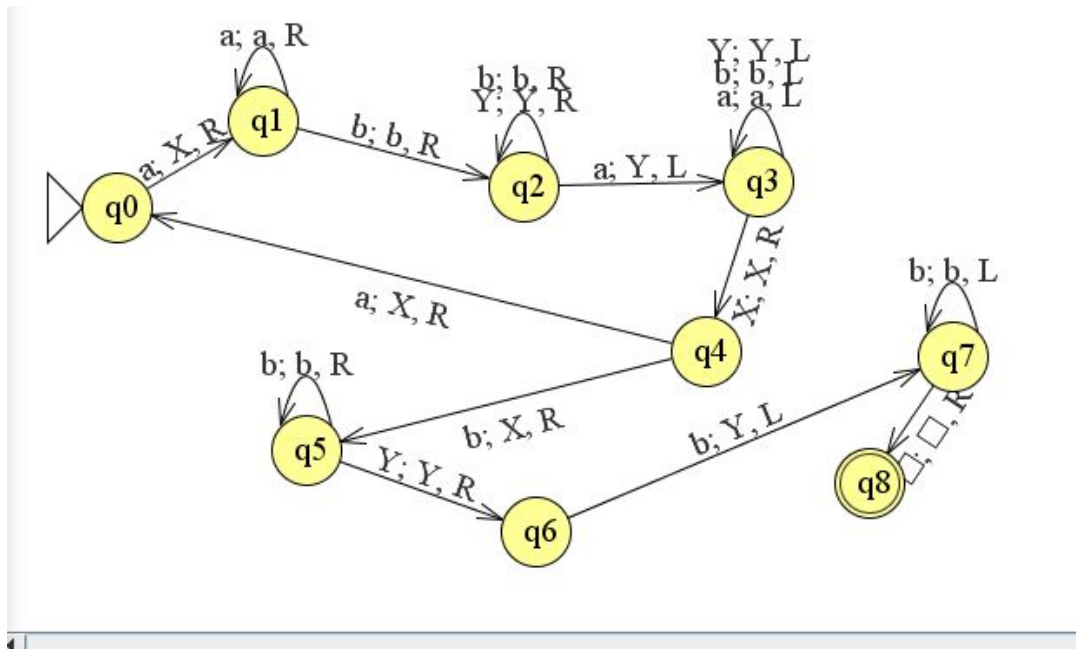 a; a, R
q1
a; X, R
q0
b; b, R
b; b, R
Y; Y, R
q2
a; Y, L
Y; Y, L
b; b, L
a; a, L
q3
X; X, R
a; X, R
q4
b; X, R
b; b, R
q5
Y; Y, R
q6
b; Y, L
b; b, L
q7
□; □, R
q8